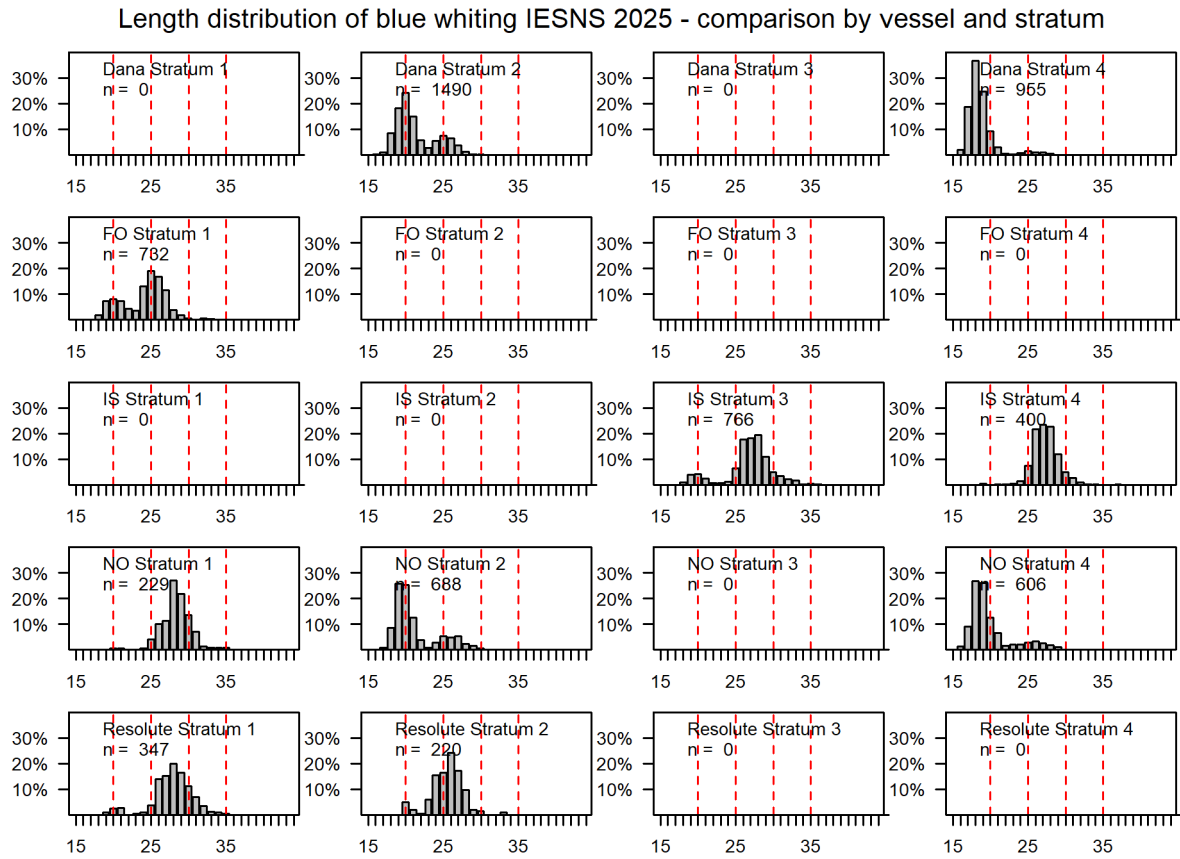 Length distribution of blue whiting IESNS 2025 - comparison by vessel and stratum
Dana Stratum 1
n = 0
30%
20%
10%
15 25 35
Dana Stratum 2
n = 1490
30%
20%
10%
15 25 35
Dana Stratum 3
n = 0
30%
20%
10%
15 25 35
Dana Stratum 4
n = 955
30%
20%
10%
15 25 35
FO Stratum 1
n = 732
30%
20%
10%
15 25 35
FO Stratum 2
n = 0
30%
20%
10%
15 25 35
FO Stratum 3
n = 0
30%
20%
10%
15 25 35
FO Stratum 4
n = 0
30%
20%
10%
15 25 35
IS Stratum 1
n = 0
30%
20%
10%
15 25 35
IS Stratum 2
n = 0
30%
20%
10%
15 25 35
IS Stratum 3
n = 766
30%
20%
10%
15 25 35
IS Stratum 4
n = 400
30%
20%
10%
15 25 35
NO Stratum 1
n = 229
30%
20%
10%
15 25 35
NO Stratum 2
n = 688
30%
20%
10%
15 25 35
NO Stratum 3
n = 0
30%
20%
10%
15 25 35
NO Stratum 4
n = 606
30%
20%
10%
15 25 35
Resolute Stratum 1
n = 347
30%
20%
10%
15 25 35
Resolute Stratum 2
n = 220
30%
20%
10%
15 25 35
Resolute Stratum 3
n = 0
30%
20%
10%
15 25 35
Resolute Stratum 4
n = 0
30%
20%
10%
15 25 35